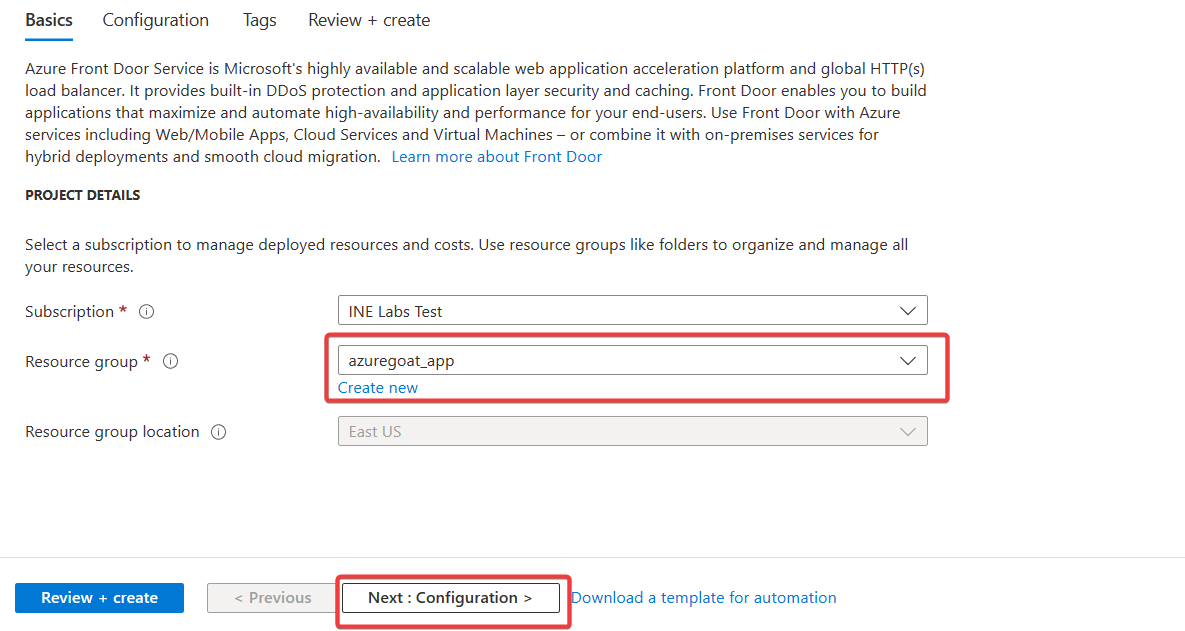 Basics Configuration Tags Review + create
Azure Front Door Service is Microsoft's highly available and scalable web application acceleration platform and global HTTP(s)
load balancer. It provides built-in DDoS protection and application layer security and caching. Front Door enables you to build
applications that maximize and automate high-availability and performance for your end-users. Use Front Door with Azure
services including Web/Mobile Apps, Cloud Services and Virtual Machines – or combine it with on-premises services for
hybrid deployments and smooth cloud migration. Learn more about Front Door
PROJECT DETAILS
Select a subscription to manage deployed resources and costs. Use resource groups like folders to organize and manage all
your resources.
Subscription * INE Labs Test
Resource group * azuregoat_app
Create new
Resource group location East US
Review + create < Previous Next : Configuration > Download a template for automation